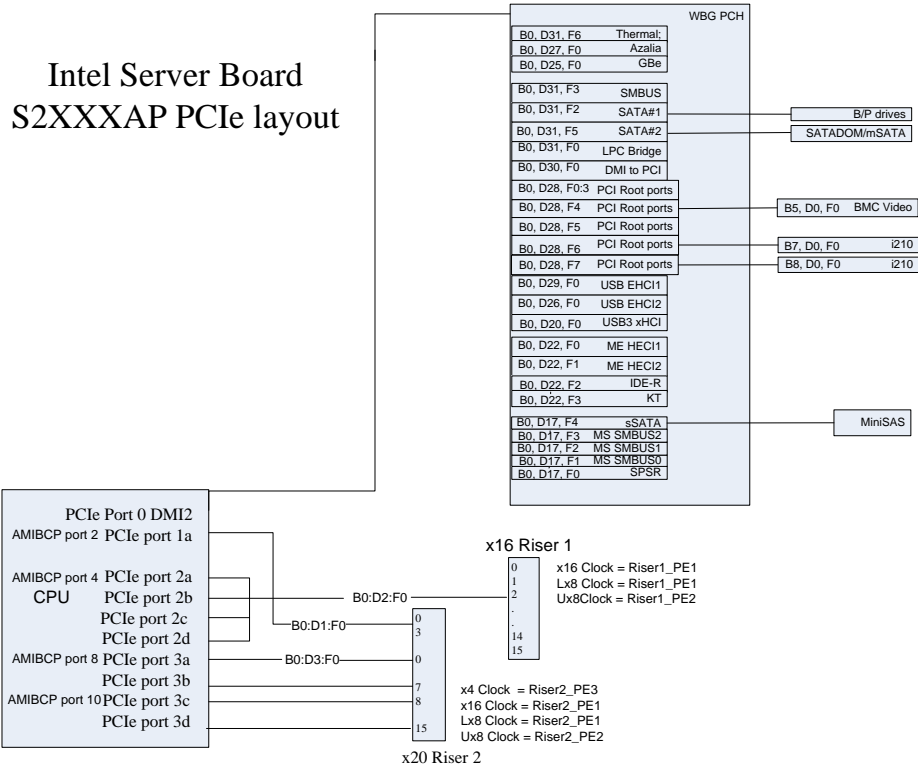 Intel Server Board
S2XXXAP PCIe layout
WBG PCH
B0, D31, F6 Thermal;
B0, D27, F0 Azalia
B0, D25, F0 GBe
B0, D31, F3 SMBUS
B0, D31, F2 SATA#1
B/P drives
B0, D31, F5 SATA#2
SATADOM/mSATA
B0, D31, F0 LPC Bridge
B0, D30, F0 DMI to PCI
B0, D28, F0:3 PCI Root ports
B0, D28, F4 PCI Root ports
B5, D0, F0 BMC Video
B0, D28, F5 PCI Root ports
B0, D28, F6 PCI Root ports
B7, D0, F0 i210
B0, D28, F7 PCI Root ports
B8, D0, F0 i210
B0, D29, F0 USB EHCI1
B0, D26, F0 USB EHCI2
B0, D20, F0 USB3 xHCI
B0, D22, F0 ME HECI1
B0, D22, F1 ME HECI2
B0, D22, F2 IDE-R
B0, D22, F3 KT
B0, D17, F4 sSATA
MiniSAS
B0, D17, F3 MS SMBUS2
B0, D17, F2 MS SMBUS1
B0, D17, F1 MS SMBUS0
B0, D17, F0 SPSR
PCIe Port 0 DMI2
AMIBCP port 2 PCIe port 1a
AMIBCP port 4 PCIe port 2a
CPU PCIe port 2b
PCIe port 2c
PCIe port 2d
AMIBCP port 8 PCIe port 3a
PCIe port 3b
AMIBCP port 10 PCIe port 3c
PCIe port 3d
B0:D2:F0
B0:D1:F0
B0:D3:F0
x16 Riser 1
0
1
2
.
.
14
15
x16 Clock = Riser1_PE1
Lx8 Clock = Riser1_PE1
Ux8Clock = Riser1_PE2
0
3
0
7
8
15
x4 Clock = Riser2_PE3
x16 Clock = Riser2_PE1
Lx8 Clock = Riser2_PE1
Ux8 Clock = Riser2_PE2
x20 Riser 2